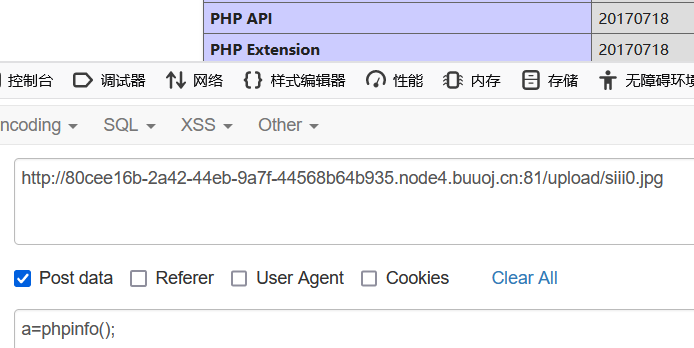 PHP API 20170718
PHP Extension 20170718
控制台 调试器 网络 样式编辑器 性能 内存 存储 无障碍环
ncoding SQL XSS Other
http://80cee16b-2a42-44eb-9a7f-44568b64b935.node4.buuoj.cn:81/upload/siii0.jpg
Post data Referer User Agent Cookies Clear All
a=phpinfo();